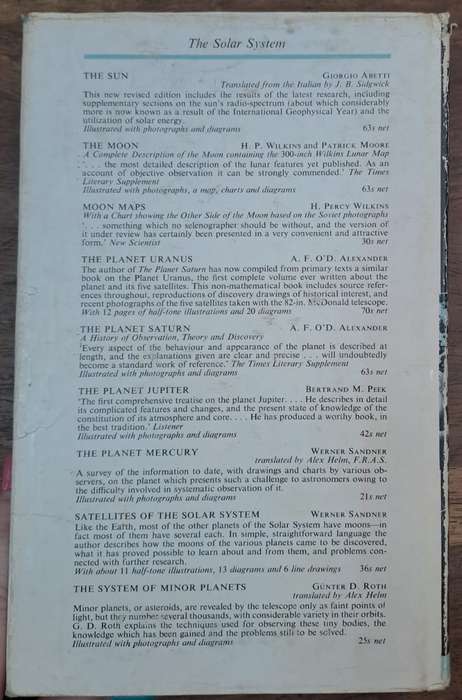 The Solar System
THE SUN GIORGIO ABETTI
Translated from the Italian by J. B. Sidgwick
This new revised edition includes the results of the latest research, including
supplementary sections on the sun's radio-spectrum (about which considerably
more is now known as a result of the International Geophysical Year) and the
utilization of solar energy.
Illustrated with photographs and diagrams 63s net
THE MOON H. P. WILKINS and PATRICK MOORE
A Complete Description of the Moon containing the 300-inch Wilkins Lunar Map
'. . . the most detailed description of the lunar features yet published. As an
account of objective observation it can be strongly commended.' The Times
Literary Supplement
Illustrated with photographs, a map, charts and diagrams 63s net
MOON MAPS H. PERCY WILKINS
With a Chart showing the Other Side of the Moon based on the Soviet photographs
'. . . something which no selenographer should be without, and the version of
it under review has certainly been presented in a very convenient and attractive
form.' New Scientist 30s net
THE PLANET URANUS A. F. O'D. ALEXANDER
The author of The Planet Saturn has now compiled from primary texts a similar
book on the Planet Uranus, the first complete volume ever written about the
planet and its five satellites. This non-mathematical book includes source refer-
ences throughout, reproductions of discovery drawings of historical interest, and
recent photographs of the five satellites taken with the 82-in. McDonald telescope.
With 12 pages of half-tone illustrations and 20 diagrams 70s net
THE PLANET SATURN A. F. O'D. ALEXANDER
A History of Observation, Theory and Discovery
'Every aspect of the behaviour and appearance of the planet is described at
length, and the explanations given are clear and precise . . . will undoubtedly
become a standard work of reference.' The Times Literary Supplement
Illustrated with photographs and diagrams 63s net
THE PLANET JUPITER BERTRAND M. PEEK
'The first comprehensive treatise on the planet Jupiter. . . . He describes in detail
its complicated features and changes, and the present state of knowledge of the
constitution of its atmosphere and core. . . . He has produced a worthy book, in
the best tradition.' Listener
Illustrated with photographs and diagrams 42s net
THE PLANET MERCURY WERNER SANDNER
translated by Alex Helm, F.R.A.S.
A survey of the information to date, with drawings and charts by various ob-
servers, on the planet which presents such a challenge to astronomers owing to
the difficulty involved in systematic observation of it.
Illustrated with photographs and diagrams 21s net
SATELLITES OF THE SOLAR SYSTEM WERNER SANDNER
Like the Earth, most of the other planets of the Solar System have moons—in
fact most of them have several each. In simple, straightforward language the
author describes how the moons of the various planets came to be discovered,
what it has proved possible to learn about and from them, and problems con-
nected with further research.
With about 11 half-tone illustrations, 13 diagrams and 6 line drawings 36s net
THE SYSTEM OF MINOR PLANETS GÜNTER D. ROTH
translated by Alex Helm
Minor planets, or asteroids, are revealed by the telescope only as faint points of
light, but they number several thousands, with considerable variety in their orbits.
G. D. Roth explains the techniques used for observing these tiny bodies, the
knowledge which has been gained and the problems still to be solved.
Illustrated with photographs and diagrams 25s net